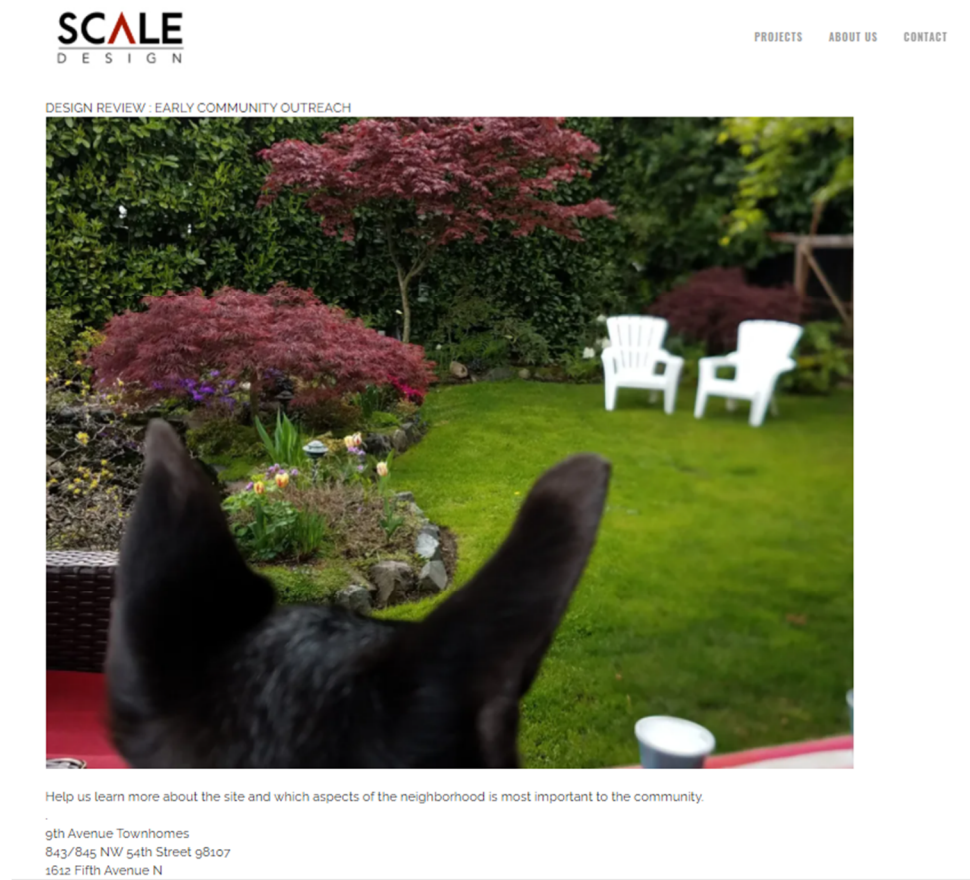 SCALE
DESIGN
PROJECTS ABOUT US CONTACT
DESIGN REVIEW : EARLY COMMUNITY OUTREACH
Help us learn more about the site and which aspects of the neighborhood is most important to the community.
.
9th Avenue Townhomes
843/845 NW 54th Street 98107
1612 Fifth Avenue N